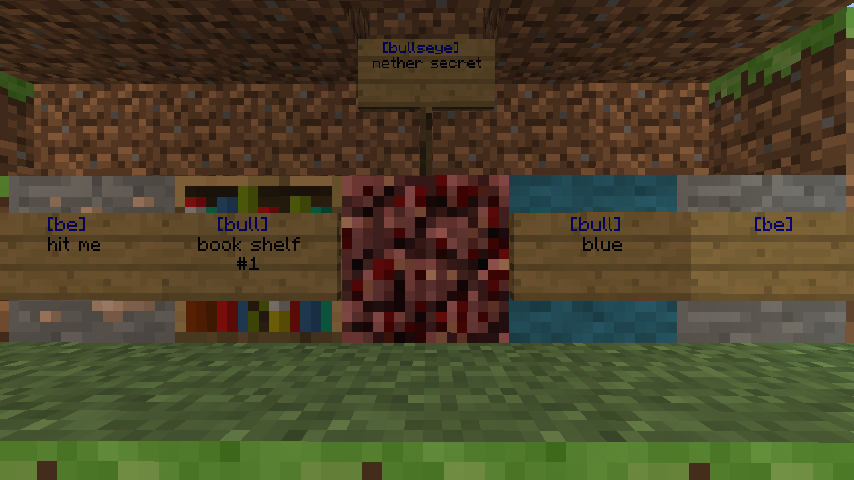 [bullseye]
nether secret
[be]
hit me
[bull]
book shelf
#1
[bull]
blue
[be]